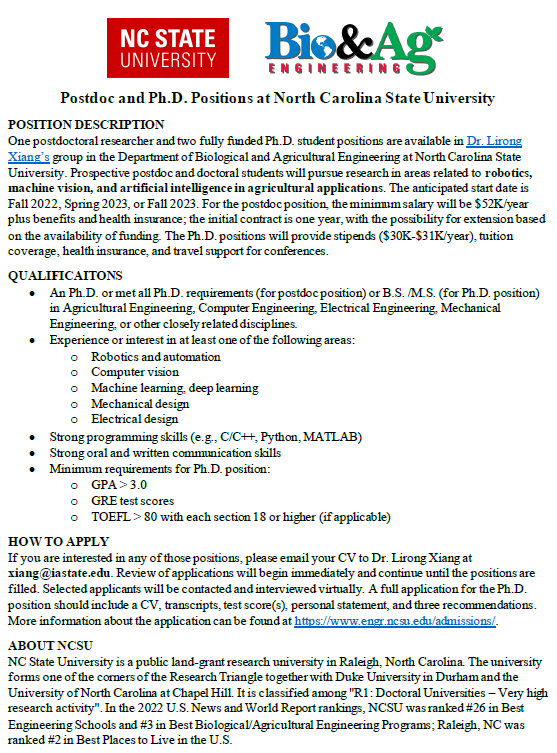 NC STATE
UNIVERSITY
Bio&Ag
ENGINEERING
Postdoc and Ph.D. Positions at North Carolina State University
POSITION DESCRIPTION
One postdoctoral researcher and two fully funded Ph.D. student positions are available in Dr. Lirong
Xiang's group in the Department of Biological and Agricultural Engineering at North Carolina State
University. Prospective postdoc and doctoral students will pursue research in areas related to robotics,
machine vision, and artificial intelligence in agricultural applications. The anticipated start date is
Fall 2022, Spring 2023, or Fall 2023. For the postdoc position, the minimum salary will be $52K/year
plus benefits and health insurance; the initial contract is one year, with the possibility for extension based
on the availability of funding. The Ph.D. positions will provide stipends ($30K-$31K/year), tuition
coverage, health insurance, and travel support for conferences.
QUALIFICAITONS
• An Ph.D. or met all Ph.D. requirements (for postdoc position) or B.S. /M.S. (for Ph.D. position)
in Agricultural Engineering, Computer Engineering, Electrical Engineering, Mechanical
Engineering, or other closely related disciplines.
• Experience or interest in at least one of the following areas:
o Robotics and automation
o Computer vision
o Machine learning, deep learning
o Mechanical design
o Electrical design
• Strong programming skills (e.g., C/C++, Python, MATLAB)
• Strong oral and written communication skills
• Minimum requirements for Ph.D. position:
o GPA > 3.0
o GRE test scores
o TOEFL > 80 with each section 18 or higher (if applicable)
HOW TO APPLY
If you are interested in any of those positions, please email your CV to Dr. Lirong Xiang at
xiang@iastate.edu. Review of applications will begin immediately and continue until the positions are
filled. Selected applicants will be contacted and interviewed virtually. A full application for the Ph.D.
position should include a CV, transcripts, test score(s), personal statement, and three recommendations.
More information about the application can be found at https://www.engr.ncsu.edu/admissions/.
ABOUT NCSU
NC State University is a public land-grant research university in Raleigh, North Carolina. The university
forms one of the corners of the Research Triangle together with Duke University in Durham and the
University of North Carolina at Chapel Hill. It is classified among "R1: Doctoral Universities – Very high
research activity". In the 2022 U.S. News and World Report rankings, NCSU was ranked #26 in Best
Engineering Schools and #3 in Best Biological/Agricultural Engineering Programs; Raleigh, NC was
ranked #2 in Best Places to Live in the U.S.